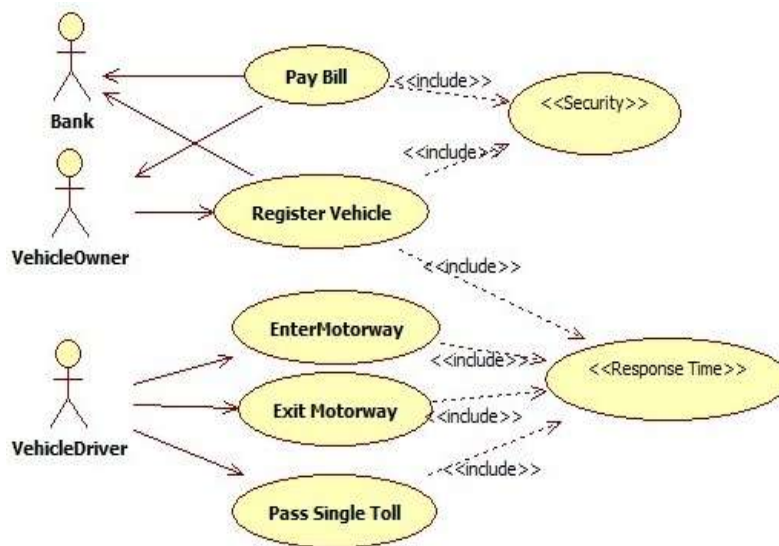 Pay Bill
<<include>>
<<Security>>
Bank
<<include>>
Register Vehicle
VehicleOwner
<<include>>
EnterMotorway
<<include>>
<<Response Time>>
Exit Motorway
<<include>>
VehicleDriver
<<include>>
Pass Single Toll